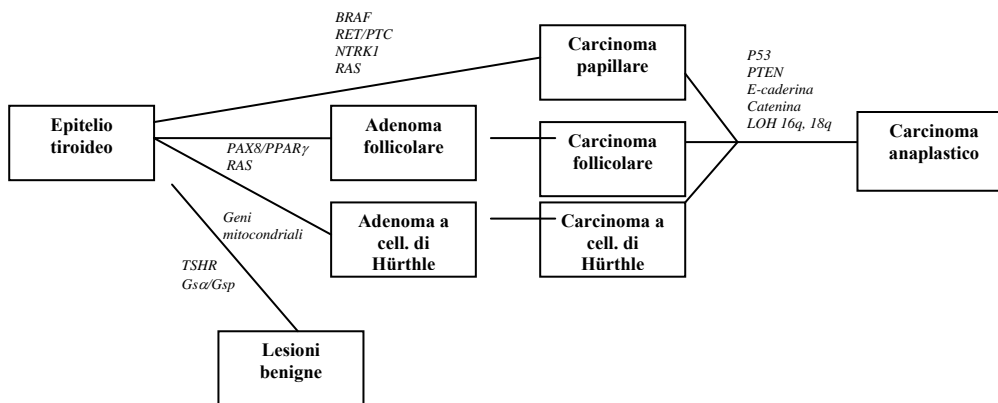 BRAF
RET/PTC
NTRK1
RAS
Carcinoma
papillare
P53
PTEN
E-caderina
Catenina
LOH 16q, 18q
Epitelio
tiroideo
Adenoma
follicolare
Carcinoma
follicolare
Carcinoma
anaplastico
PAX8/PPARγ
RAS
Geni
mitocondriali
Adenoma a
cell. di
Hürthle
Carcinoma a
cell. di
Hürthle
TSHR
Gsα/Gsp
Lesioni
benigne